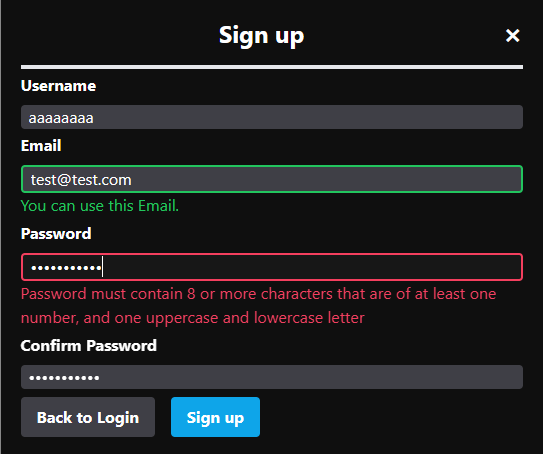 Sign up ×
Username
aaaaaaaa
Email
test@test.com
You can use this Email.
Password
•••••••••••
Password must contain 8 or more characters that are of at least one
number, and one uppercase and lowercase letter
Confirm Password
•••••••••••
Back to Login Sign up